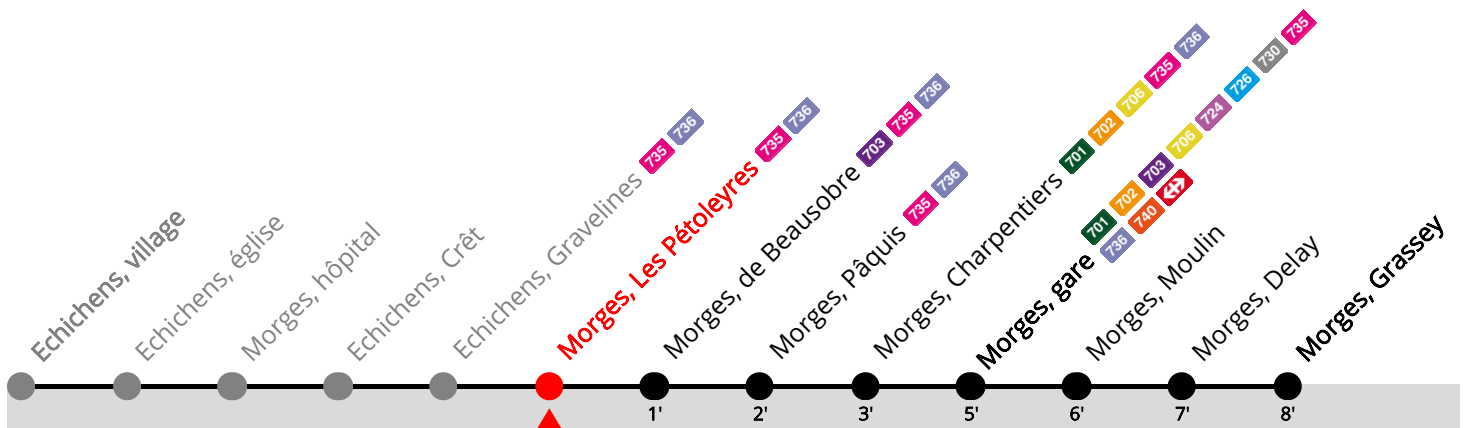 Echichens, village
Echichens, église
Morges, hôpital
Echichens, Crêt
Echichens, Gravelines 735 736
Morges, Les Pétoleyres 735 736
Morges, de Beausobre 703 735 736
Morges, Pâquis 735 736
Morges, Charpentiers 701 702 706 735 736
Morges, gare 701 702 703 706 724 726 730 735
736 740
Morges, Moulin
Morges, Delay
Morges, Grassey
1' 2' 3' 5' 6' 7' 8'